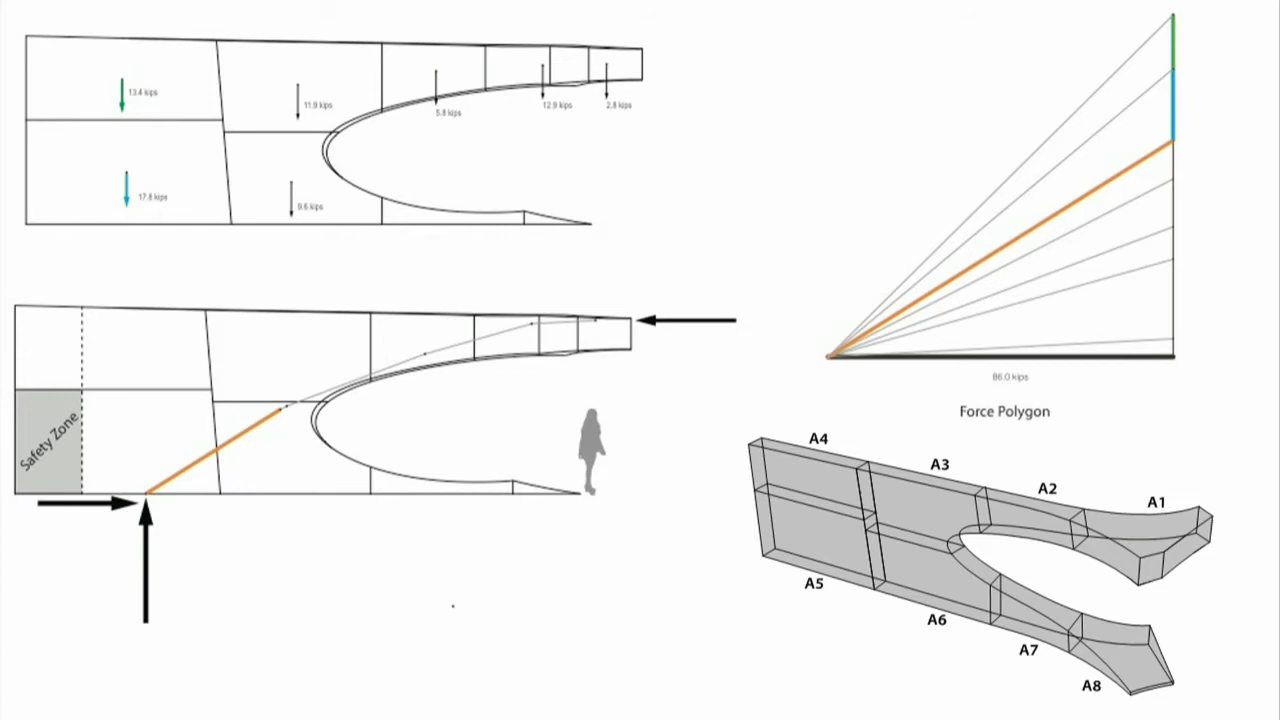 13.4 kips
11.9 kips
5.8 kips
12.9 kips
2.8 kips
17.8 kips
9.6 kips
Safety Zone
86.0 kips
Force Polygon
A4
A3
A2
A1
A5
A6
A7
A8